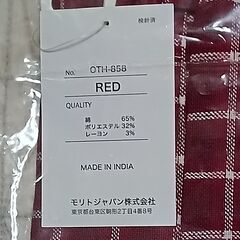 検針済
No. OTH-858
RED
QUALITY
綿 65%
ポリエステル 32%
レーヨン 3%
MADE IN INDIA
モリトジャパン株式会社
東京都台東区駒形2丁目4番8号